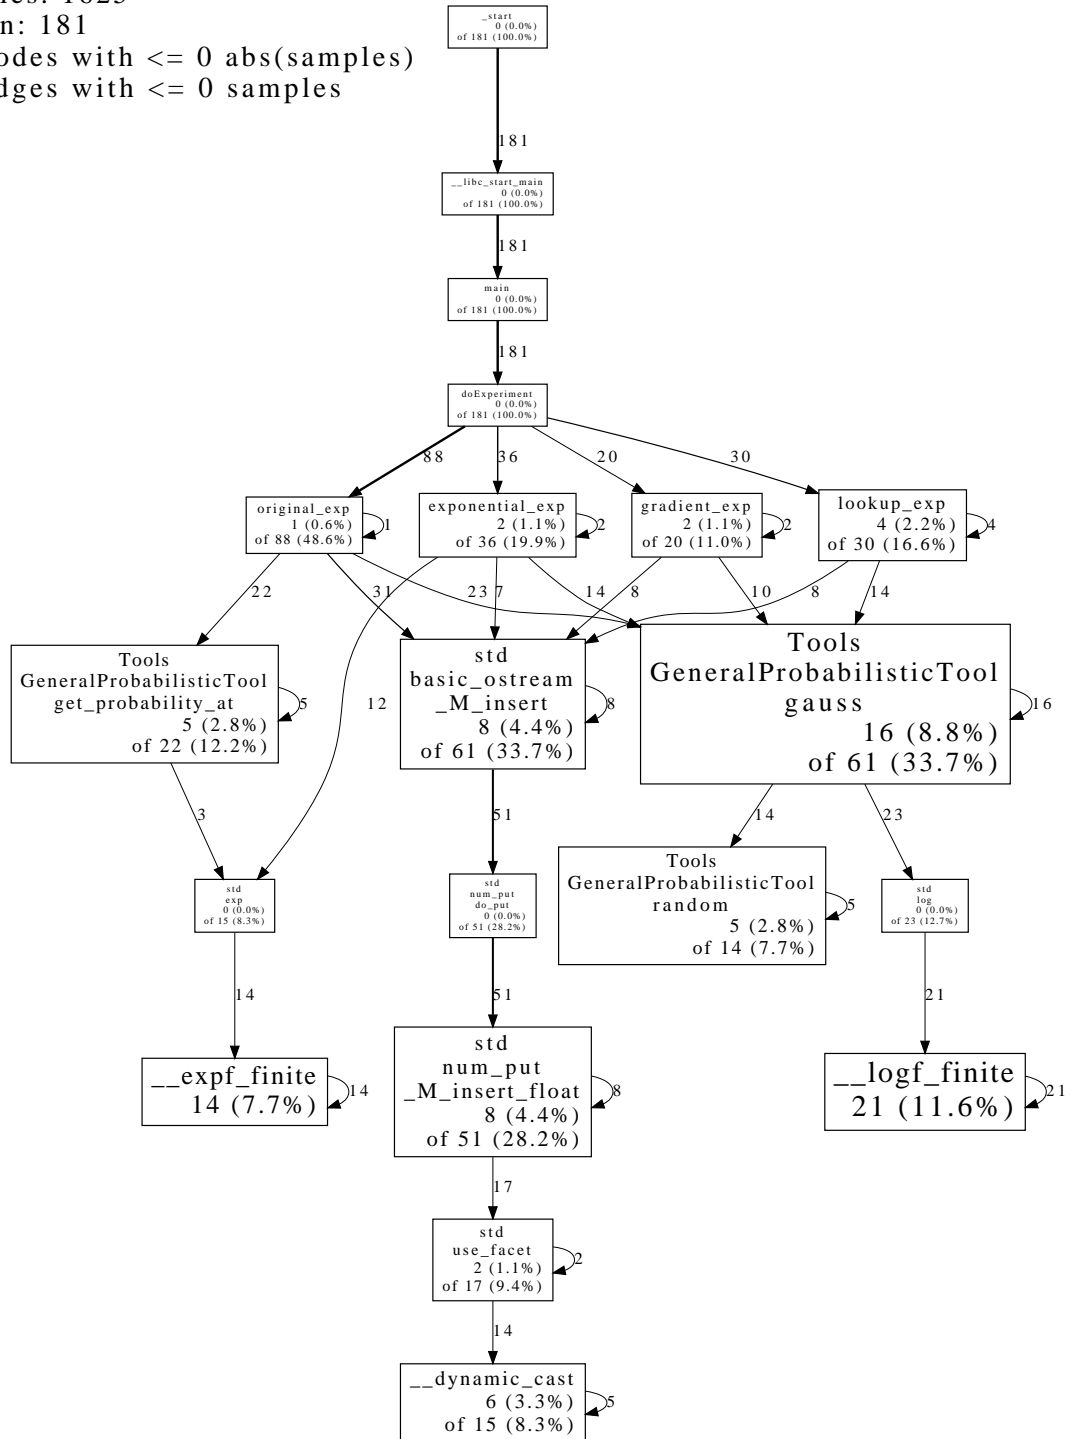 n: 181
odes with <= 0 abs(samples)
dges with <= 0 samples
_start
0 (0.0%)
of 181 (100.0%)
181
__libc_start_main
0 (0.0%)
of 181 (100.0%)
181
main
0 (0.0%)
of 181 (100.0%)
181
doExperiment
0 (0.0%)
of 181 (100.0%)
88
36
20
30
original_exp
1 (0.6%)
of 88 (48.6%)
1
exponential_exp
2 (1.1%)
of 36 (19.9%)
2
gradient_exp
2 (1.1%)
of 20 (11.0%)
2
lookup_exp
4 (2.2%)
of 30 (16.6%)
4
22
31
23
7
14
8
10
8
14
12
Tools
GeneralProbabilisticTool
get_probability_at
5 (2.8%)
of 22 (12.2%)
5
std
basic_ostream
_M_insert
8 (4.4%)
of 61 (33.7%)
8
Tools
GeneralProbabilisticTool
gauss
16 (8.8%)
of 61 (33.7%)
16
3
51
14
23
std
exp
0 (0.0%)
of 15 (8.3%)
std
num_put
do_put
0 (0.0%)
of 51 (28.2%)
Tools
GeneralProbabilisticTool
random
5 (2.8%)
of 14 (7.7%)
5
std
log
0 (0.0%)
of 23 (12.7%)
14
51
21
__expf_finite
14 (7.7%)
14
std
num_put
_M_insert_float
8 (4.4%)
of 51 (28.2%)
8
__logf_finite
21 (11.6%)
21
17
std
use_facet
2 (1.1%)
of 17 (9.4%)
2
14
__dynamic_cast
6 (3.3%)
of 15 (8.3%)
5